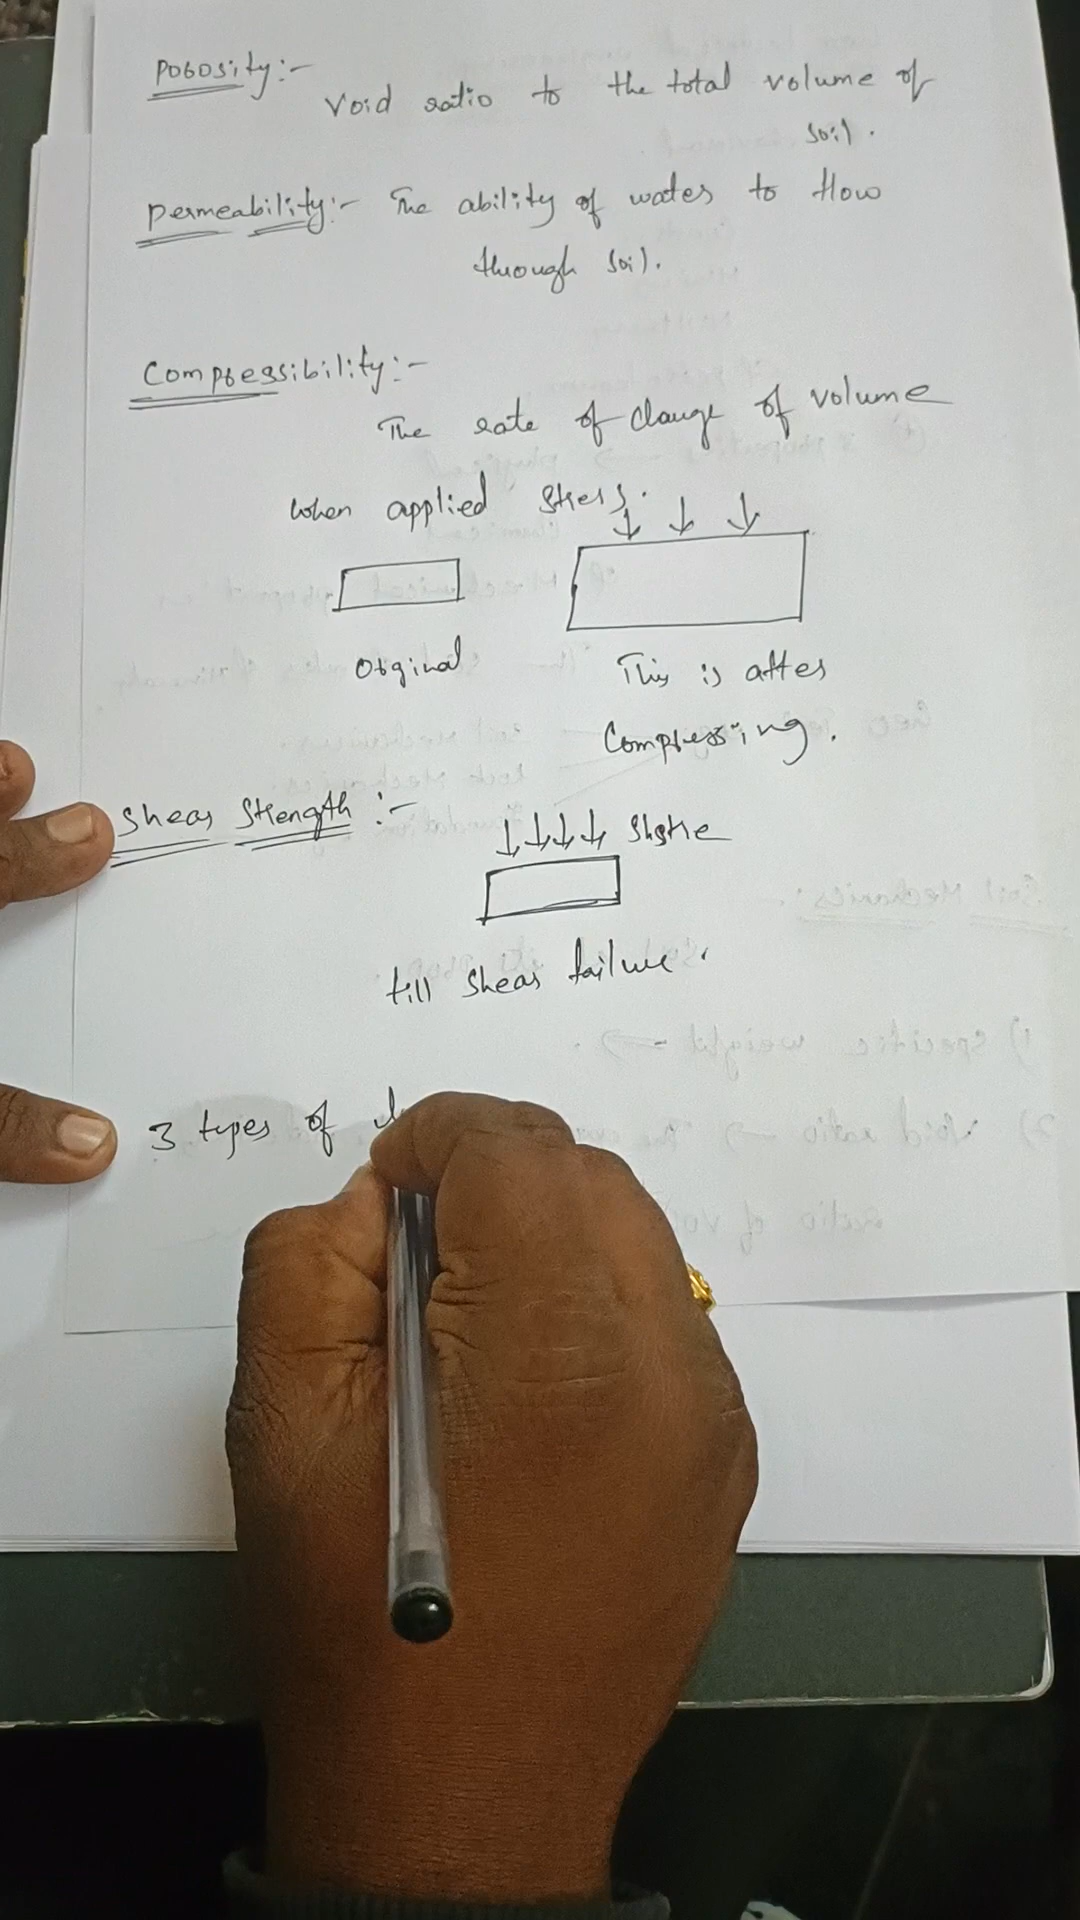 Porosity:-
Void ratio to the total volume of
soil.
Permeability:- The ability of water to flow
through soil.
Compressibility:-
The rate of change of volume
when applied stress.
Original
This is after
Compressing.
Shear Strength:-
till shear failure.
3 types of